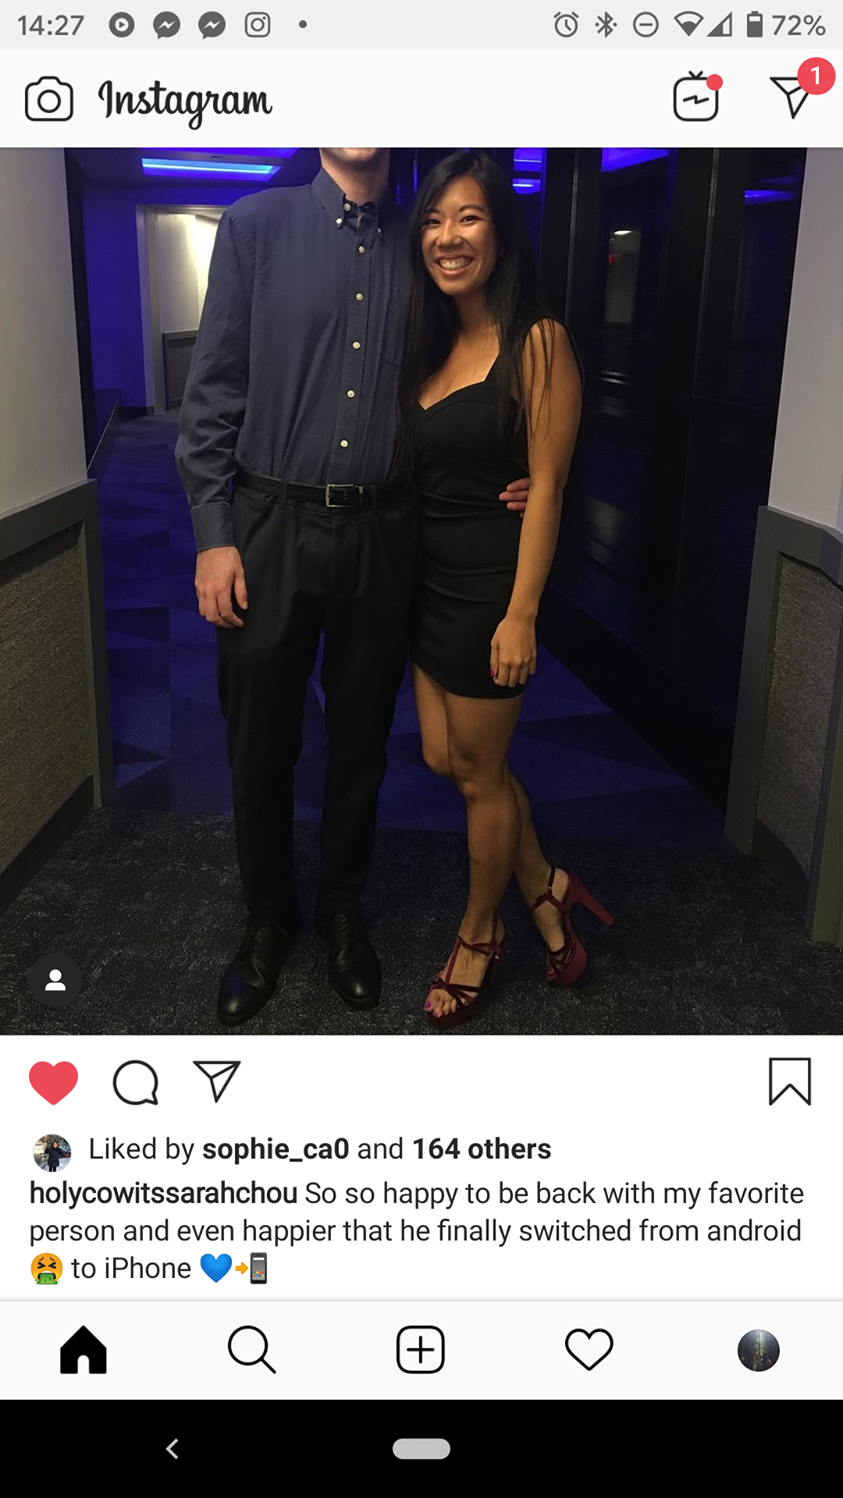 14:27 72%
Instagram 1
Liked by sophie_ca0 and 164 others
holycowitssarahchou So so happy to be back with my favorite
person and even happier that he finally switched from android
🤮 to iPhone 💙📲